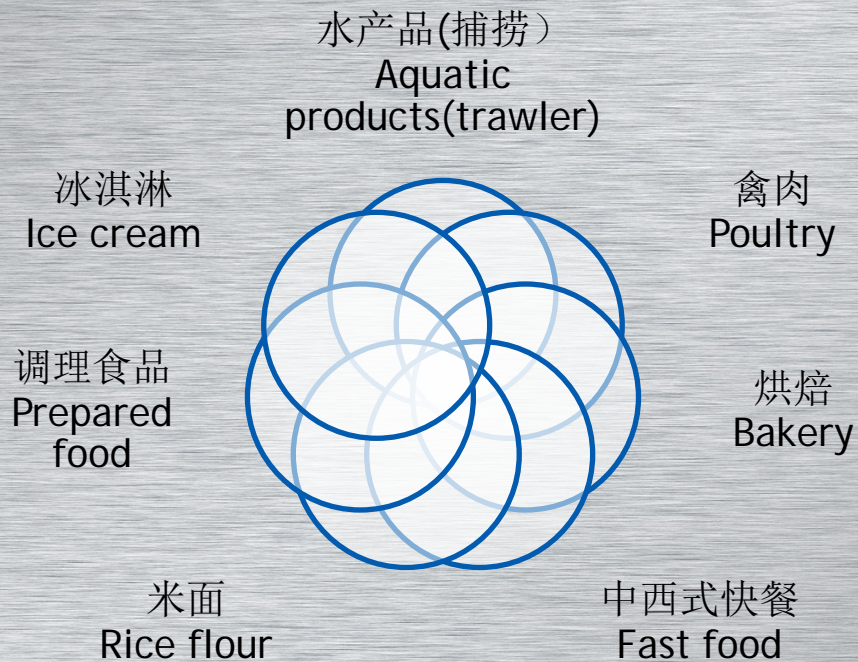 水产品(捕捞）
Aquatic
products(trawler)
冰淇淋
Ice cream
禽肉
Poultry
调理食品
Prepared
food
烘焙
Bakery
米面
Rice flour
中西式快餐
Fast food